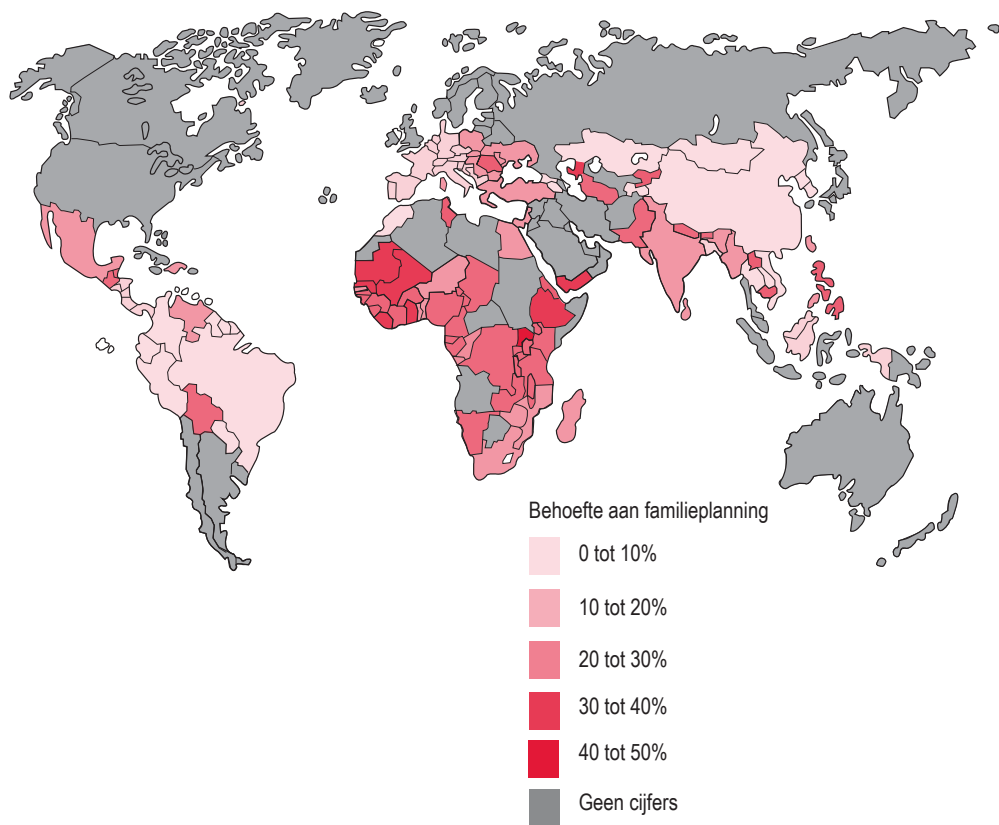 Behoefte aan familieplanning
0 tot 10%
10 tot 20%
20 tot 30%
30 tot 40%
40 tot 50%
Geen cijfers